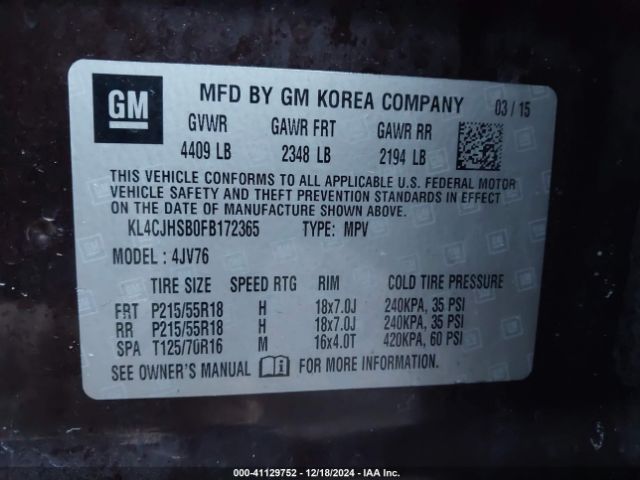 GM
MFD BY GM KOREA COMPANY 03 / 15
GVWR GAWR FRT GAWR RR
4409 LB 2348 LB 2194 LB
THIS VEHICLE CONFORMS TO ALL APPLICABLE U.S. FEDERAL MOTOR
VEHICLE SAFETY AND THEFT PREVENTION STANDARDS IN EFFECT
ON THE DATE OF MANUFACTURE SHOWN ABOVE.
KL4CJHSB0FB172365 TYPE: MPV
MODEL : 4JV76
TIRE SIZE SPEED RTG RIM COLD TIRE PRESSURE
FRT P215/55R18 H 18x7.0J 240KPA, 35 PSI
RR P215/55R18 H 18x7.0J 240KPA, 35 PSI
SPA T125/70R16 M 16x4.0T 420KPA, 60 PSI
SEE OWNER'S MANUAL i FOR MORE INFORMATION.
000-41129752 - 12/18/2024 - IAA Inc.